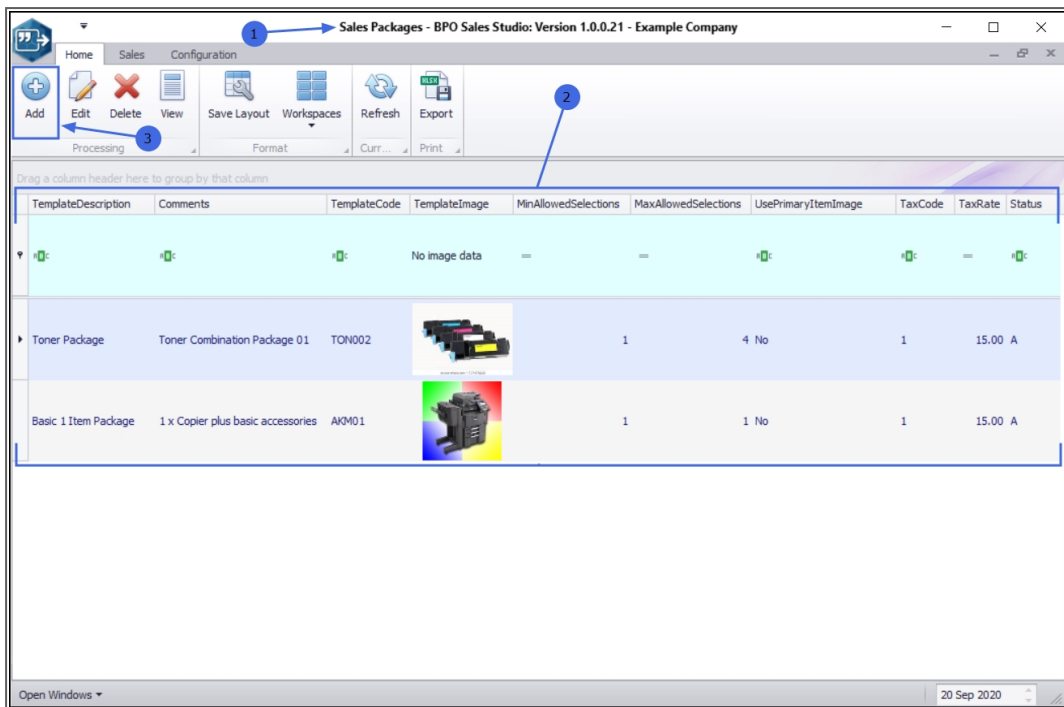 Sales Packages - BPO Sales Studio: Version 1.0.0.21 - Example Company
1
Home Sales Configuration
XLSX
Add Edit Delete View Save Layout Workspaces Refresh Export
2
3
Processing Format Curr... Print
Drag a column header here to group by that column
TemplateDescription Comments TemplateCode TemplateImage MinAllowedSelections MaxAllowedSelections UsePrimaryItemImage TaxCode TaxRate Status
No image data = = =
Toner Package Toner Combination Package 01 TON002 1 4 No 1 15.00 A
Basic 1 Item Package 1 x Copier plus basic accessories AKM01 1 1 No 1 15.00 A
Open Windows 20 Sep 2020